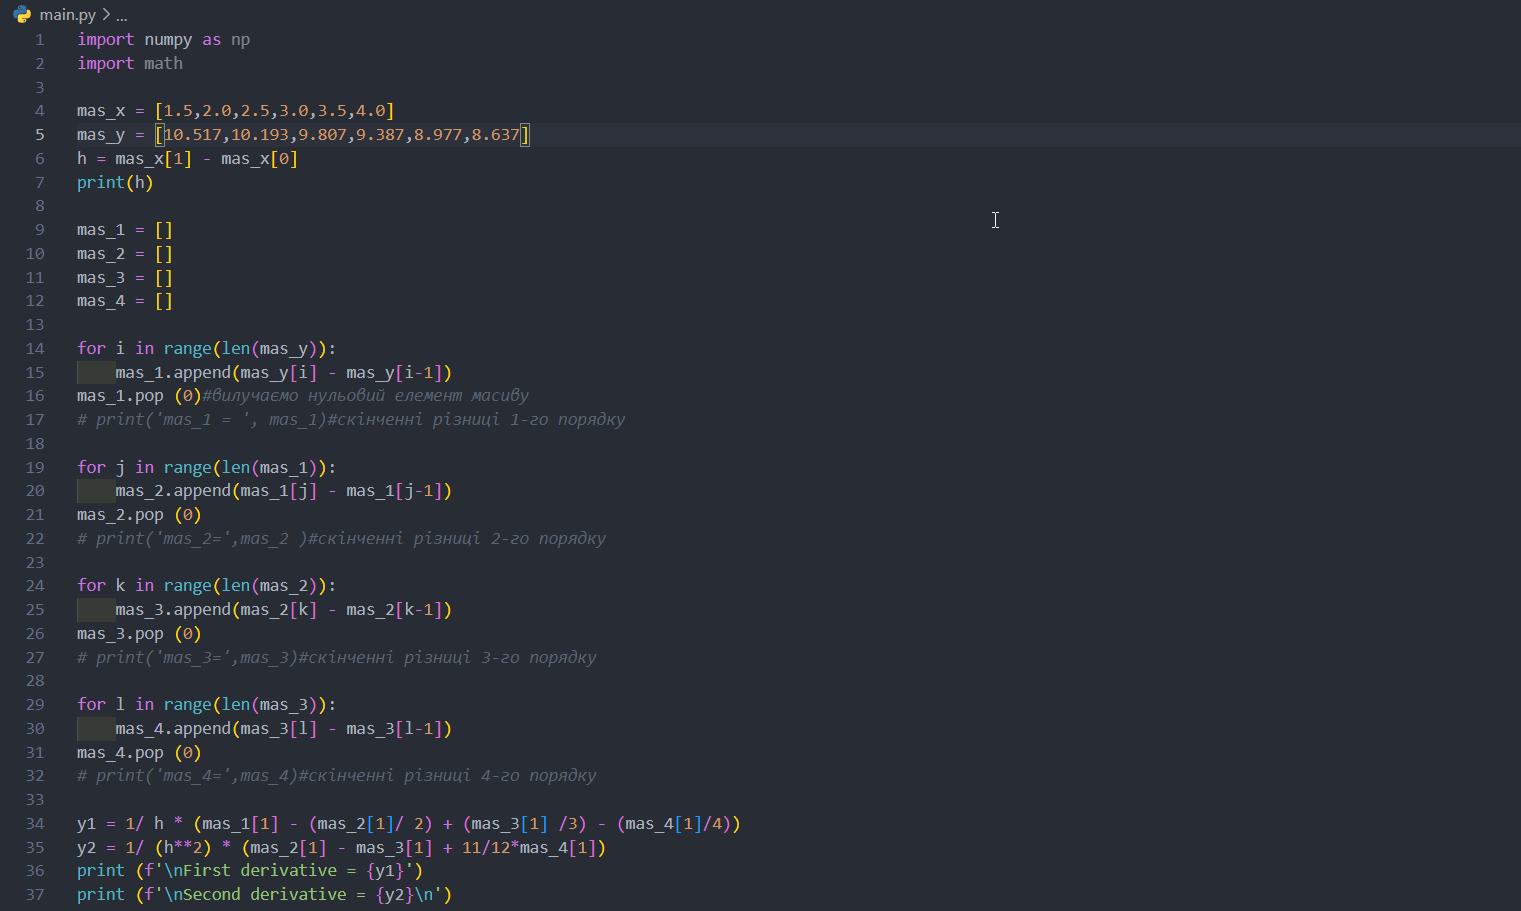 main.py > ...
1 import numpy as np
2 import math
3
4 mas_x = [1.5,2.0,2.5,3.0,3.5,4.0]
5 mas_y = [10.517,10.193,9.807,9.387,8.977,8.637]
6 h = mas_x[1] - mas_x[0]
7 print(h)
8
9 mas_1 = []
10 mas_2 = []
11 mas_3 = []
12 mas_4 = []
13
14 for i in range(len(mas_y)):
15     mas_1.append(mas_y[i] - mas_y[i-1])
16 mas_1.pop (0)#вилучаємо нульовий елемент масиву
17 # print('mas_1 = ', mas_1)#скінченні різниці 1-го порядку
18
19 for j in range(len(mas_1)):
20     mas_2.append(mas_1[j] - mas_1[j-1])
21 mas_2.pop (0)
22 # print('mas_2=',mas_2 )#скінченні різниці 2-го порядку
23
24 for k in range(len(mas_2)):
25     mas_3.append(mas_2[k] - mas_2[k-1])
26 mas_3.pop (0)
27 # print('mas_3=',mas_3)#скінченні різниці 3-го порядку
28
29 for l in range(len(mas_3)):
30     mas_4.append(mas_3[l] - mas_3[l-1])
31 mas_4.pop (0)
32 # print('mas_4=',mas_4)#скінченні різниці 4-го порядку
33
34 y1 = 1/ h * (mas_1[1] - (mas_2[1]/ 2) + (mas_3[1] /3) - (mas_4[1]/4))
35 y2 = 1/ (h**2) * (mas_2[1] - mas_3[1] + 11/12*mas_4[1])
36 print (f'\nFirst derivative = {y1}')
37 print (f'\nSecond derivative = {y2}\n')